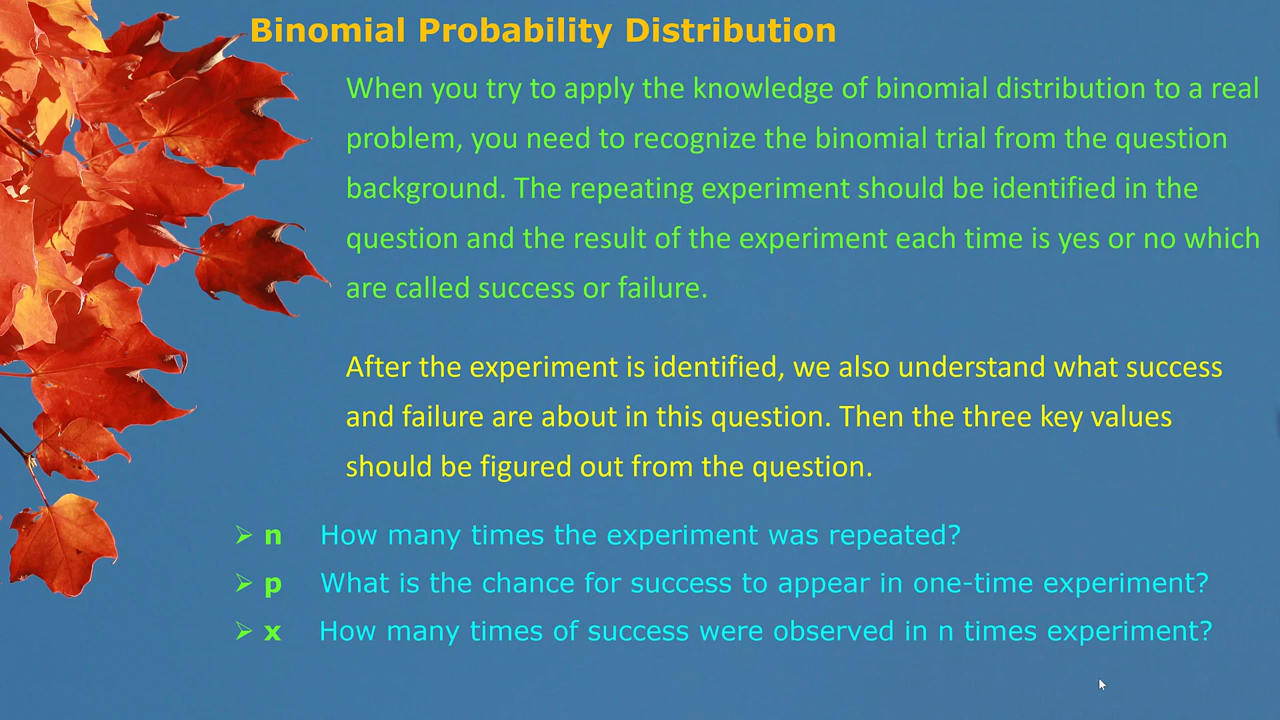 Binomial Probability Distribution
When you try to apply the knowledge of binomial distribution to a real
problem, you need to recognize the binomial trial from the question
background. The repeating experiment should be identified in the
question and the result of the experiment each time is yes or no which
are called success or failure.
After the experiment is identified, we also understand what success
and failure are about in this question. Then the three key values
should be figured out from the question.
➢ n How many times the experiment was repeated?
➢ p What is the chance for success to appear in one-time experiment?
➢ x How many times of success were observed in n times experiment?